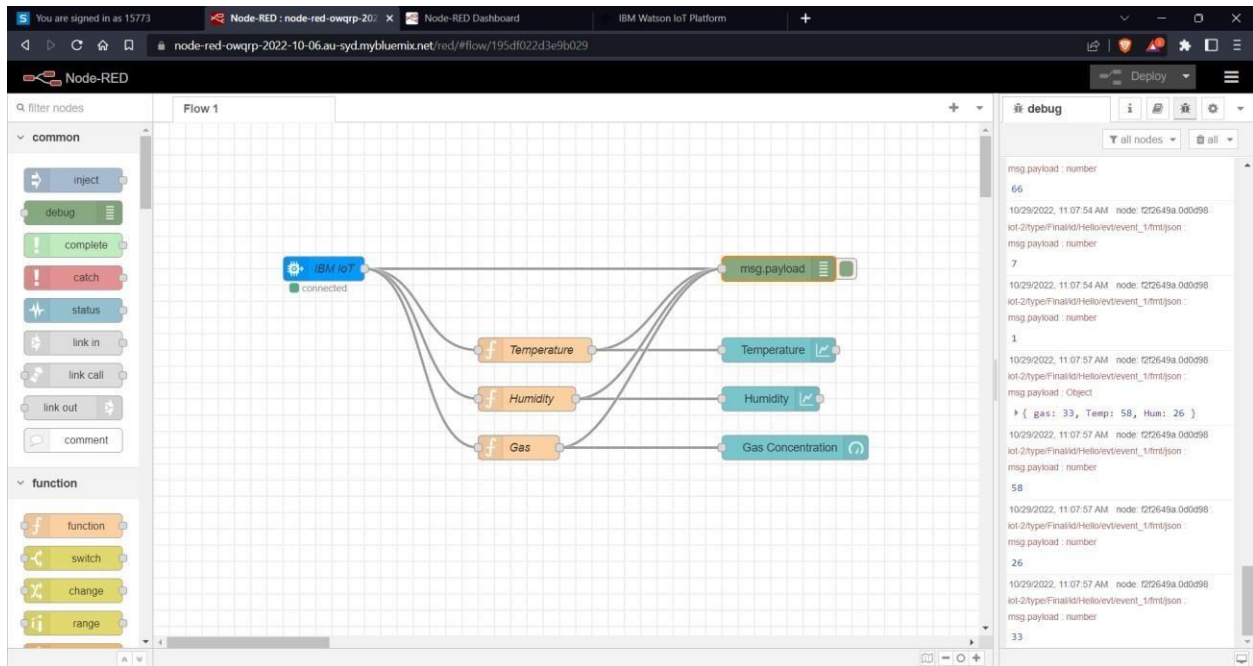 S You are signed in as 15773
Node-RED : node-red-owqrp-202
Node-RED Dashboard
IBM Watson IoT Platform
node-red-owqrp-2022-10-06.au-syd.mybluemix.net/red/#flow/195df022d3e9b029
Node-RED
Deploy
filter nodes
Flow 1
debug
i
all nodes
all
common
inject
debug
complete
catch
status
link in
link call
link out
comment
function
f function
switch
change
range
IBM IoT
connected
msg.payload
f Temperature
Temperature
f Humidity
Humidity
f Gas
Gas Concentration
msg.payload : number
66
10/29/2022, 11:07:54 AM node: f2f2649a.0d0d98
iot-2/type/Final/id/Hello/evt/event_1/fmt/json :
msg.payload : number
7
10/29/2022, 11:07:54 AM node: f2f2649a.0d0d98
iot-2/type/Final/id/Hello/evt/event_1/fmt/json :
msg.payload : number
1
10/29/2022, 11:07:57 AM node: f2f2649a.0d0d98
iot-2/type/Final/id/Hello/evt/event_1/fmt/json :
msg.payload : Object
{ gas: 33, Temp: 58, Hum: 26 }
10/29/2022, 11:07:57 AM node: f2f2649a.0d0d98
iot-2/type/Final/id/Hello/evt/event_1/fmt/json :
msg.payload : number
58
10/29/2022, 11:07:57 AM node: f2f2649a.0d0d98
iot-2/type/Final/id/Hello/evt/event_1/fmt/json :
msg.payload : number
26
10/29/2022, 11:07:57 AM node: f2f2649a.0d0d98
iot-2/type/Final/id/Hello/evt/event_1/fmt/json :
msg.payload : number
33